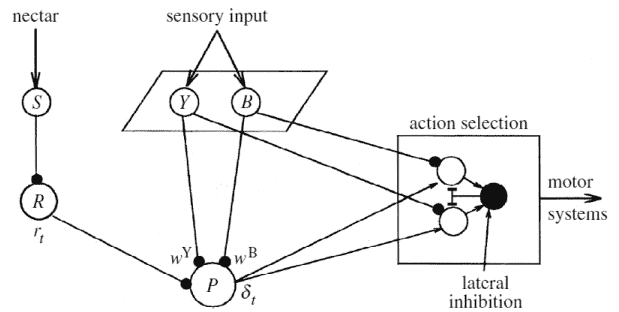 nectar
sensory input
S
Y
B
action selection
R
r_t
motor
systems
w^Y
w^B
P
δ_t
lateral
inhibition